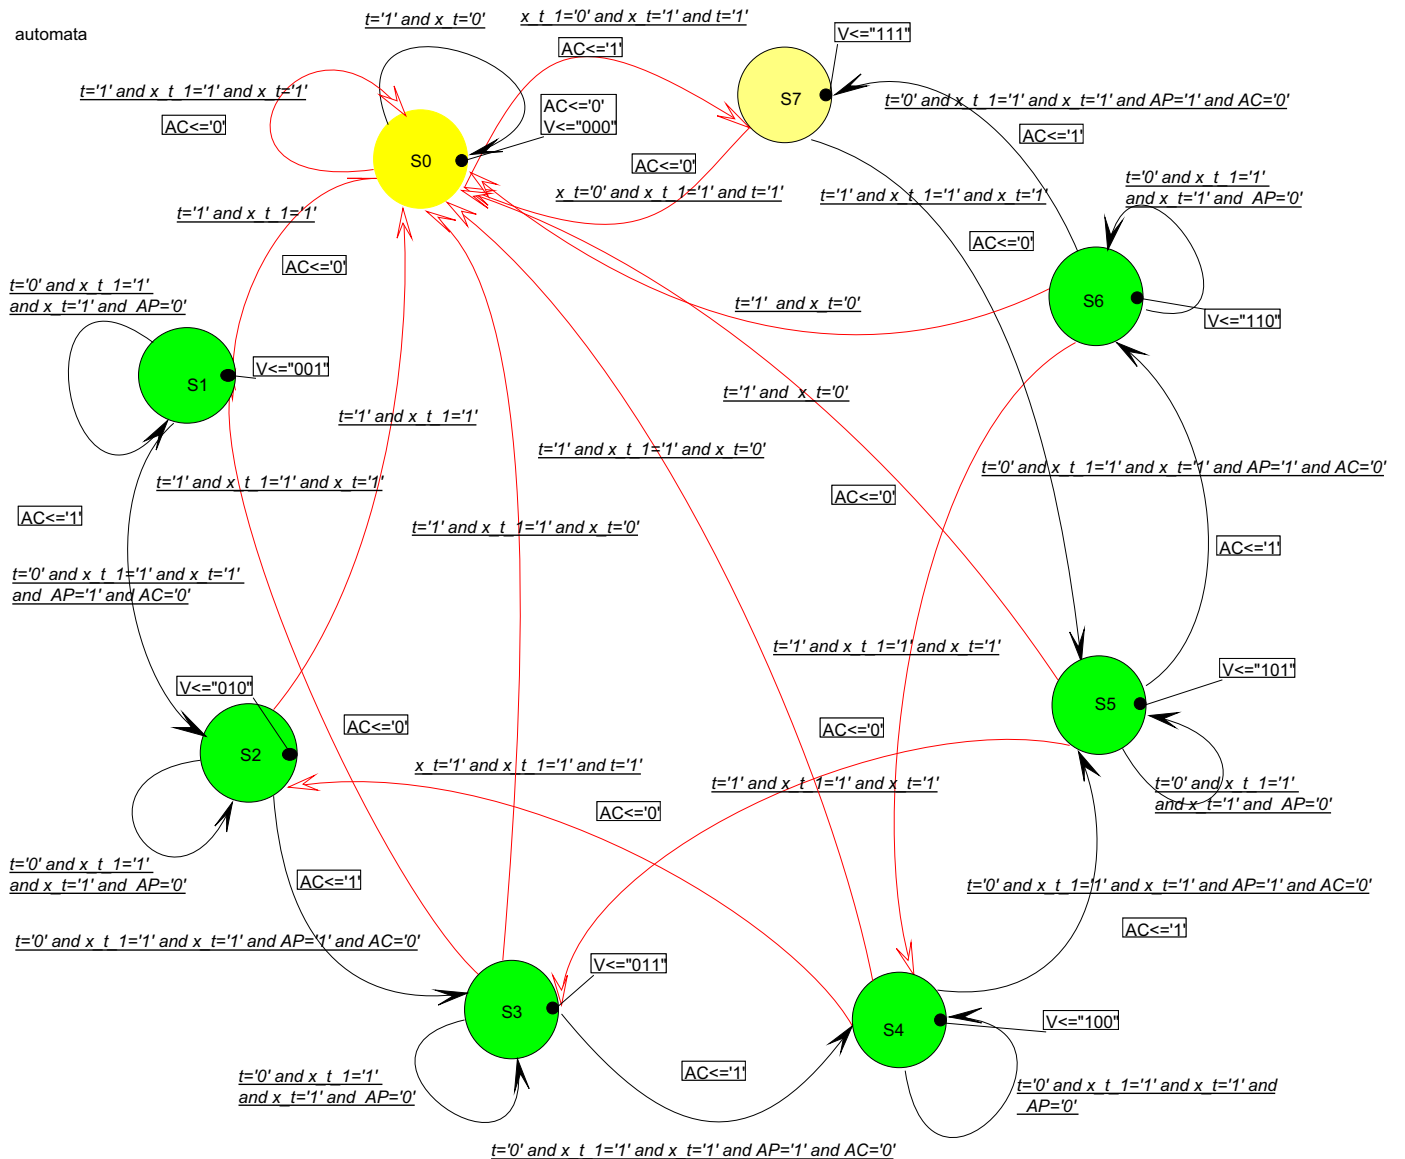 t='1' and x_t='0'
x_t_1='0' and x_t='1' and t='1'
automata
V<="111"
AC<='1'
t='1' and x_t_1='1' and x_t='1'
S7
t='0' and x_t_1='1' and x_t='1' and AP='1' and AC='0'
AC<='0'
V<="000"
AC<='0'
AC<='1'
S0
AC<='0'
t='0' and x_t_1='1'
and x_t='1' and  AP='0'
x_t='0' and x_t_1='1' and t='1'
t='1' and x_t_1='1' and x_t='1'
t='1' and x_t_1='1'
AC<='0'
AC<='0'
t='0' and x_t_1='1'
and x_t='1' and  AP='0'
S6
t='1'  and x_t='0'
V<="110"
V<="001"
S1
t='1' and  x_t='0'
t='1' and x_t_1='1'
t='1' and x_t_1='1' and x_t='0'
t='0' and x_t_1='1' and x_t='1' and AP='1' and AC='0'
t='1' and x_t_1='1' and x_t='1'
AC<='0'
AC<='1'
t='1' and x_t_1='1' and x_t='0'
AC<='1'
t='0' and x_t_1='1' and x_t='1'
and  AP='1' and AC='0'
t='1' and x_t_1='1' and x_t='1'
V<="101"
V<="010"
S5
AC<='0'
AC<='0'
S2
x_t='1' and x_t_1='1' and t='1'
t='1' and x_t_1='1' and x_t='1'
t='0' and x_t_1='1'
and x_t='1' and  AP='0'
AC<='0'
t='0' and x_t_1='1'
and x_t='1' and  AP='0'
AC<='1'
t='0' and x_t_1='1' and x_t='1' and AP='1' and AC='0'
AC<='1'
t='0' and x_t_1='1' and x_t='1' and AP='1' and AC='0'
V<="011"
S3
V<="100"
S4
AC<='1'
t='0' and x_t_1='1'
and x_t='1' and  AP='0'
t='0' and x_t_1='1' and x_t='1' and
 AP='0'
t='0' and x_t_1='1' and x_t='1' and AP='1' and AC='0'